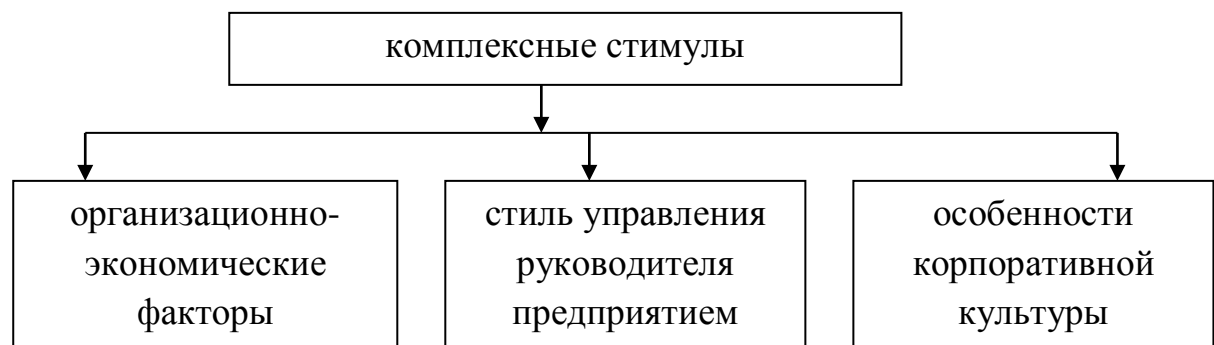 комплексные стимулы
организационно-
экономические
факторы
стиль управления
руководителя
предприятием
особенности
корпоративной
культуры